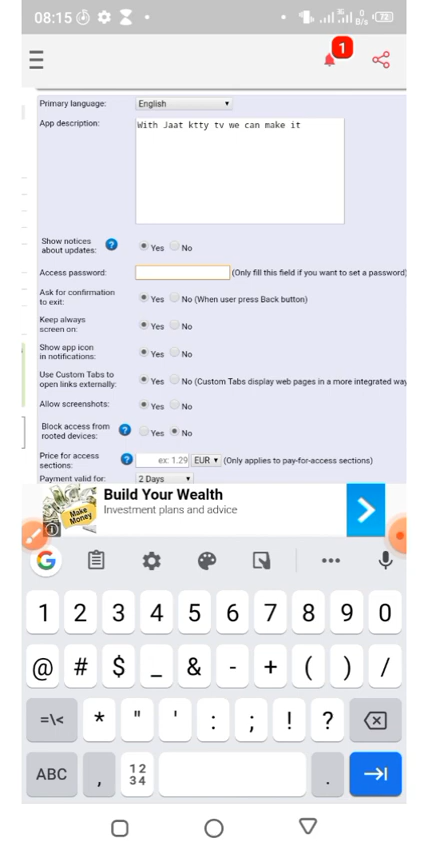 08:15 3G 0 B/s 72
1
Primary language: English
App description: With Jaat ktty tv we can make it
Show notices
about updates: ? Yes No
Access password: (Only fill this field if you want to set a password)
Ask for confirmation
to exit: Yes No (When user press Back button)
Keep always
screen on: Yes No
Show app icon
in notifications: Yes No
Use Custom Tabs to
open links externally: Yes No (Custom Tabs display web pages in a more integrated way
Allow screenshots: Yes No
Block access from
rooted devices: ? Yes No
Price for access
sections: ? ex: 1.29 EUR (Only applies to pay-for-access sections)
Payment valid for: 2 Days
Make Money
Build Your Wealth
Investment plans and advice
G
1 2 3 4 5 6 7 8 9 0
@ # $ _ & - + ( ) /
=\< * " ' : ; ! ?
ABC , 12 34 .